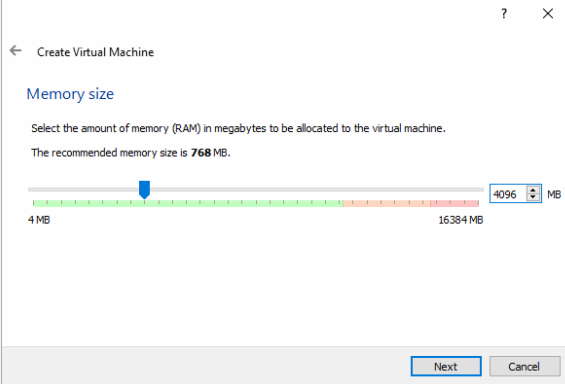 ?
Create Virtual Machine
Memory size
Select the amount of memory (RAM) in megabytes to be allocated to the virtual machine.
The recommended memory size is 768 MB.
4096 MB
4 MB 16384 MB
Next Cancel